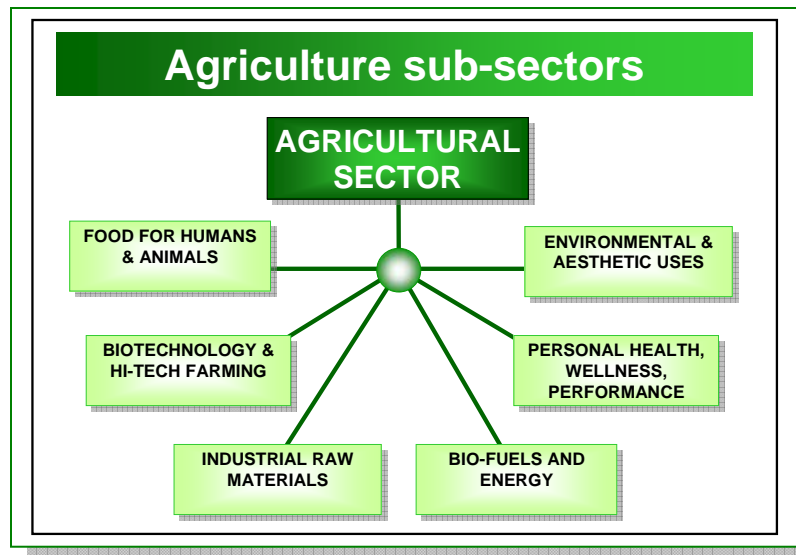 Agriculture sub-sectors
AGRICULTURAL
SECTOR
FOOD FOR HUMANS
& ANIMALS
ENVIRONMENTAL &
AESTHETIC USES
BIOTECHNOLOGY &
HI-TECH FARMING
PERSONAL HEALTH,
WELLNESS,
PERFORMANCE
INDUSTRIAL RAW
MATERIALS
BIO-FUELS AND
ENERGY